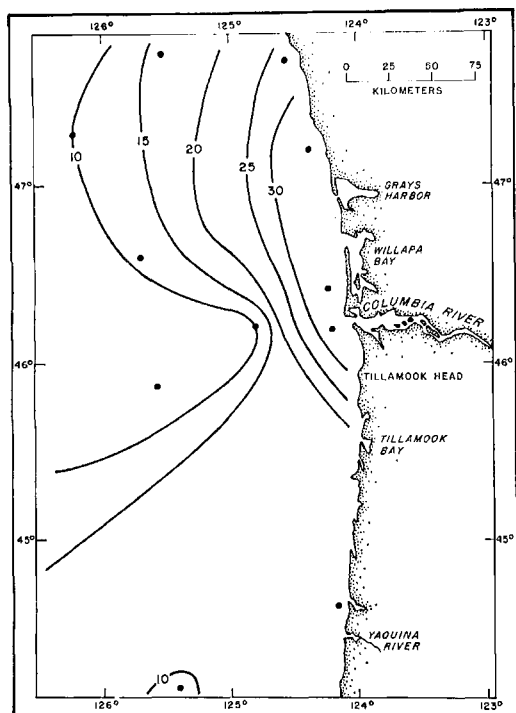 126° 125° 124° 123°
0 25 50 75
KILOMETERS
10 15 20 25 30
47° 47°
GRAYS
HARBOR
WILLAPA
BAY
COLUMBIA RIVER
46° 46°
TILLAMOOK HEAD
TILLAMOOK
BAY
45° 45°
YAQUINA
RIVER
10
126° 125° 124° 123°